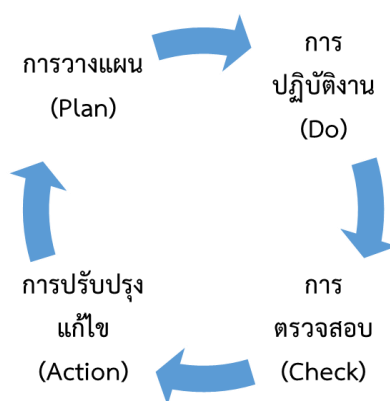 การวางแผน
(Plan)
การ
ปฏิบัติงาน
(Do)
การ
ตรวจสอบ
(Check)
การปรับปรุง
แก้ไข
(Action)